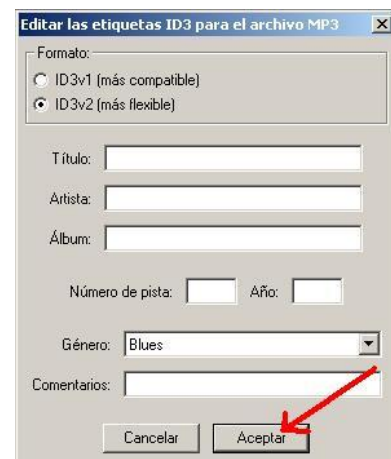 Editar las etiquetas ID3 para el archivo MP3
Formato:
ID3v1 (más compatible)
ID3v2 (más flexible)
Título:
Artista:
Álbum:
Número de pista: Año:
Género: Blues
Comentarios:
Cancelar Aceptar